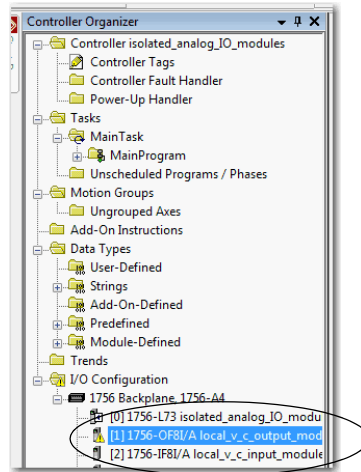 Controller Organizer
Controller isolated_analog_IO_modules
Controller Tags
Controller Fault Handler
Power-Up Handler
Tasks
MainTask
MainProgram
Unscheduled Programs / Phases
Motion Groups
Ungrouped Axes
Add-On Instructions
Data Types
User-Defined
Strings
Add-On-Defined
Predefined
Module-Defined
Trends
I/O Configuration
1756 Backplane, 1756-A4
[0] 1756-L73 isolated_analog_IO_modu
[1] 1756-OF8I/A local_v_c_output_mod
[2] 1756-IF8I/A local_v_c_input_module